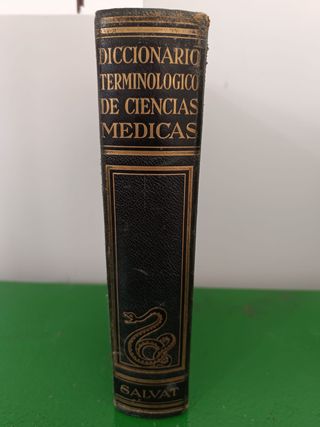 DICCIONARIO
TERMINOLOGICO
DE CIENCIAS
MEDICAS
SALVAT